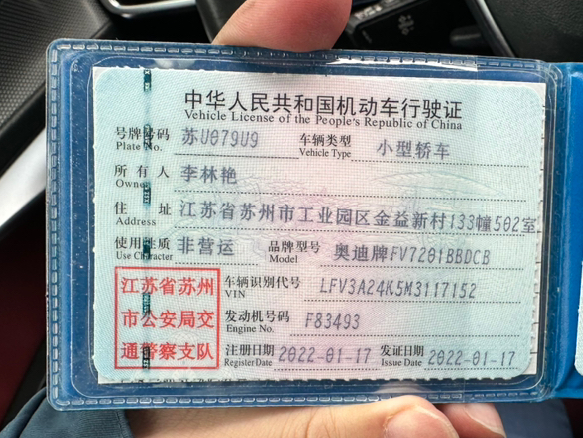 中华人民共和国机动车行驶证
Vehicle License of the People's Republic of China
号牌号码 苏U079U9 车辆类型 小型轿车
Plate No. Vehicle Type
所有人 李林艳
Owner
住址 江苏省苏州市工业园区金益新村133幢502室
Address
使用性质 非营运 品牌型号 奥迪牌FV7201BBDCB
Use Character Model
江苏省苏州 车辆识别代号 LFV3A24K5M3117152
VIN
市公安局交 发动机号码 F83493
Engine No.
通警察支队 注册日期 2022-01-17 发证日期 2022-01-17
Register Date Issue Date